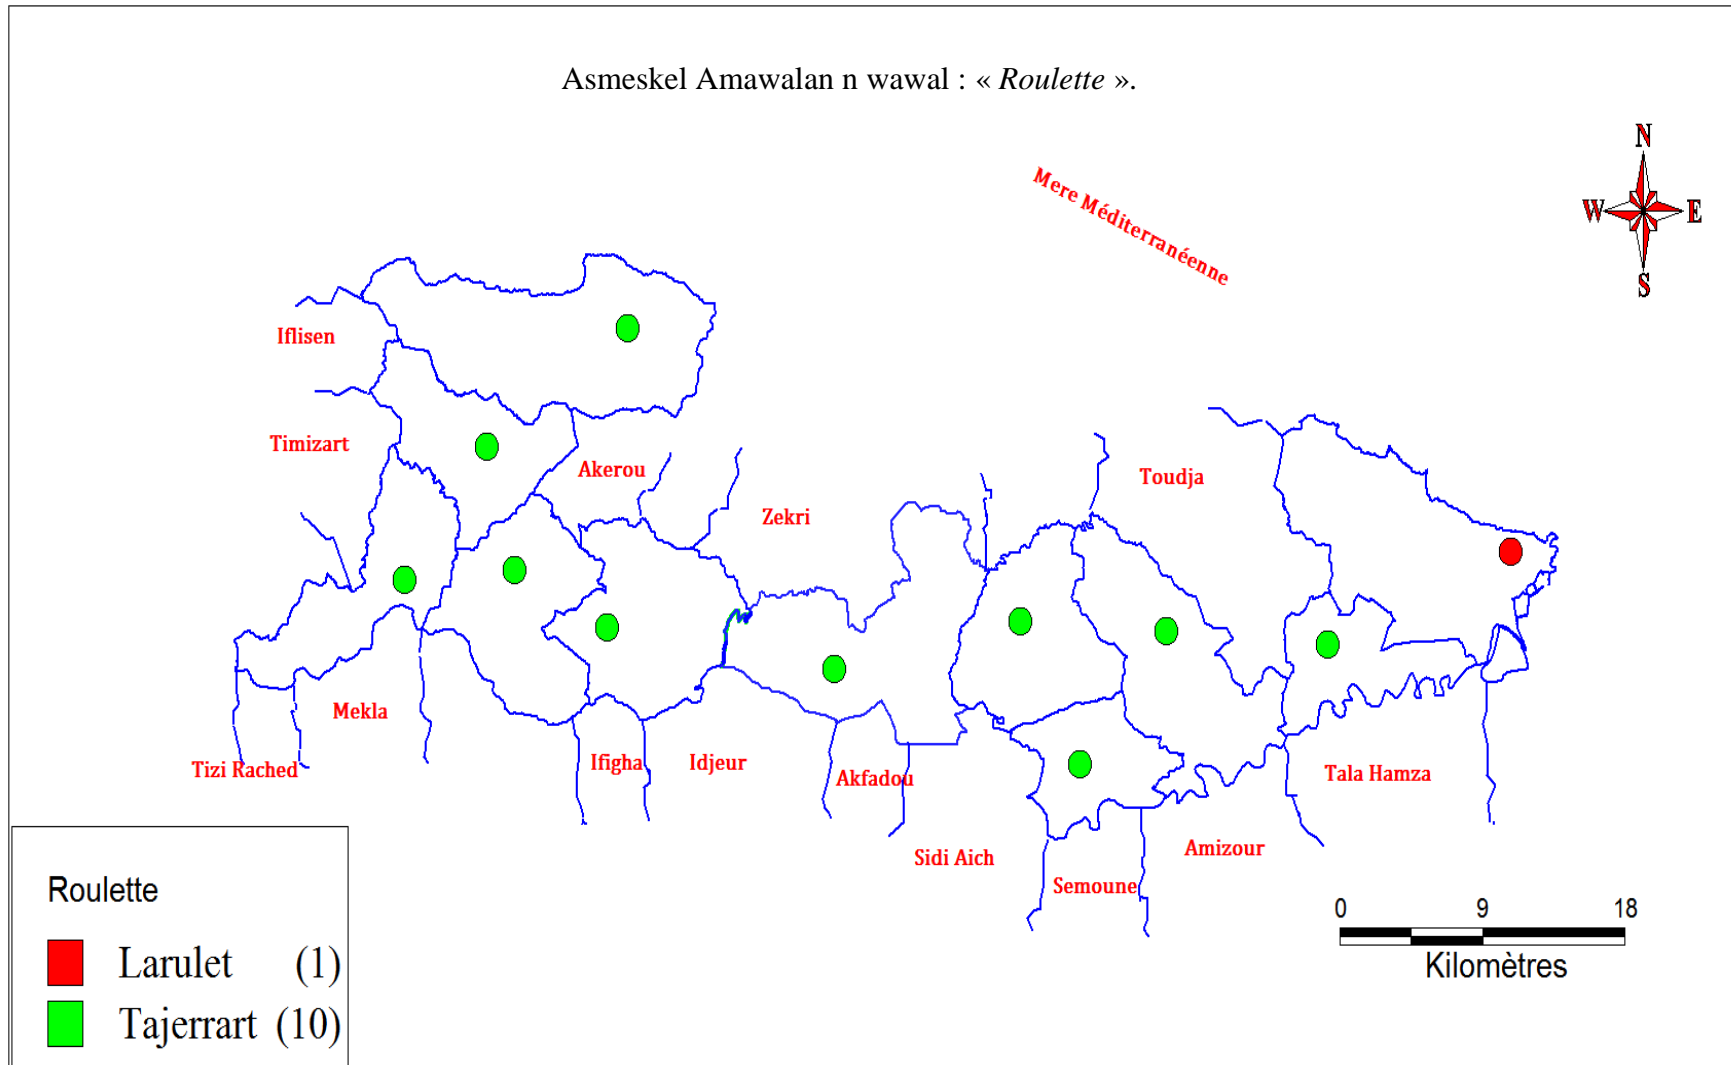 Asmeskel Amawalan n wawal : « Roulette ».
N
W E
S
Mere Méditerranéenne
Iflisen
Timizart
Akerou
Zekri
Toudja
Mekla
Tizi Rached
Ifigha
Idjeur
Akfadou
Tala Hamza
Sidi Aich
Semoune
Amizour
0 9 18
Kilomètres
Roulette
Larulet (1)
Tajerrart (10)